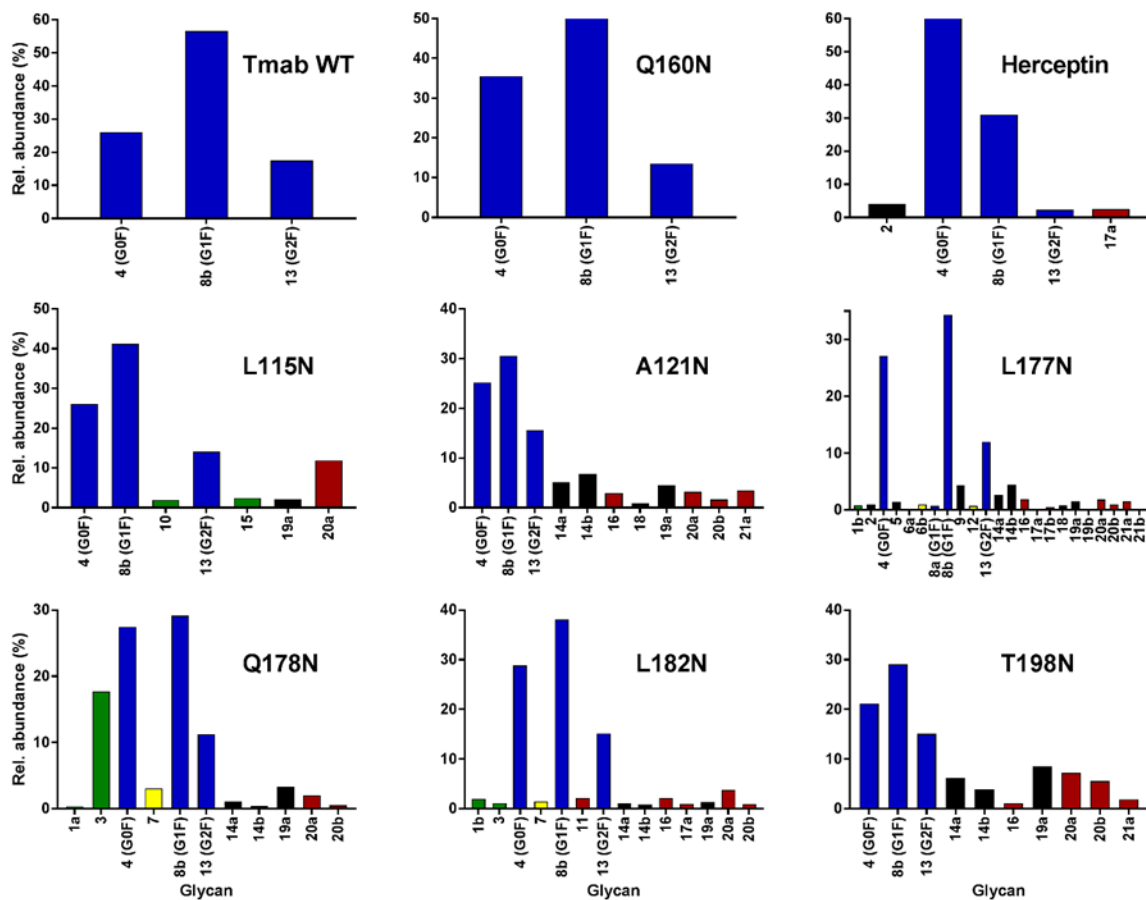 Rel. abundance (%)
60
50
40
30
20
10
0
Tmab WT
4 (G0F)
8b (G1F)
13 (G2F)
50
40
30
20
10
0
Q160N
4 (G0F)
8b (G1F)
13 (G2F)
60
50
40
30
20
10
0
Herceptin
2
4 (G0F)
8b (G1F)
13 (G2F)
17a
Rel. abundance (%)
50
40
30
20
10
0
L115N
4 (G0F)
8b (G1F)
10
13 (G2F)
15
19a
20a
40
30
20
10
0
A121N
4 (G0F)
8b (G1F)
13 (G2F)
14a
14b
16
18
19a
20a
20b
21a
30
20
10
0
L177N
1b
2
4 (G0F)
5
6a
6b
8a (G1F)
8b (G1F)
9
12
13 (G2F)
14a
14b
16
17a
17b
18
19a
19b
20a
20b
21a
21b
Rel. abundance (%)
30
20
10
0
Q178N
1a
3
4 (G0F)
7
8b (G1F)
13 (G2F)
14a
14b
19a
20a
20b
Glycan
40
30
20
10
0
L182N
1b
3
4 (G0F)
7
8b (G1F)
11
13 (G2F)
14a
14b
16
17a
19a
20a
20b
Glycan
40
30
20
10
0
T198N
4 (G0F)
8b (G1F)
13 (G2F)
14a
14b
16
19a
20a
20b
21a
Glycan